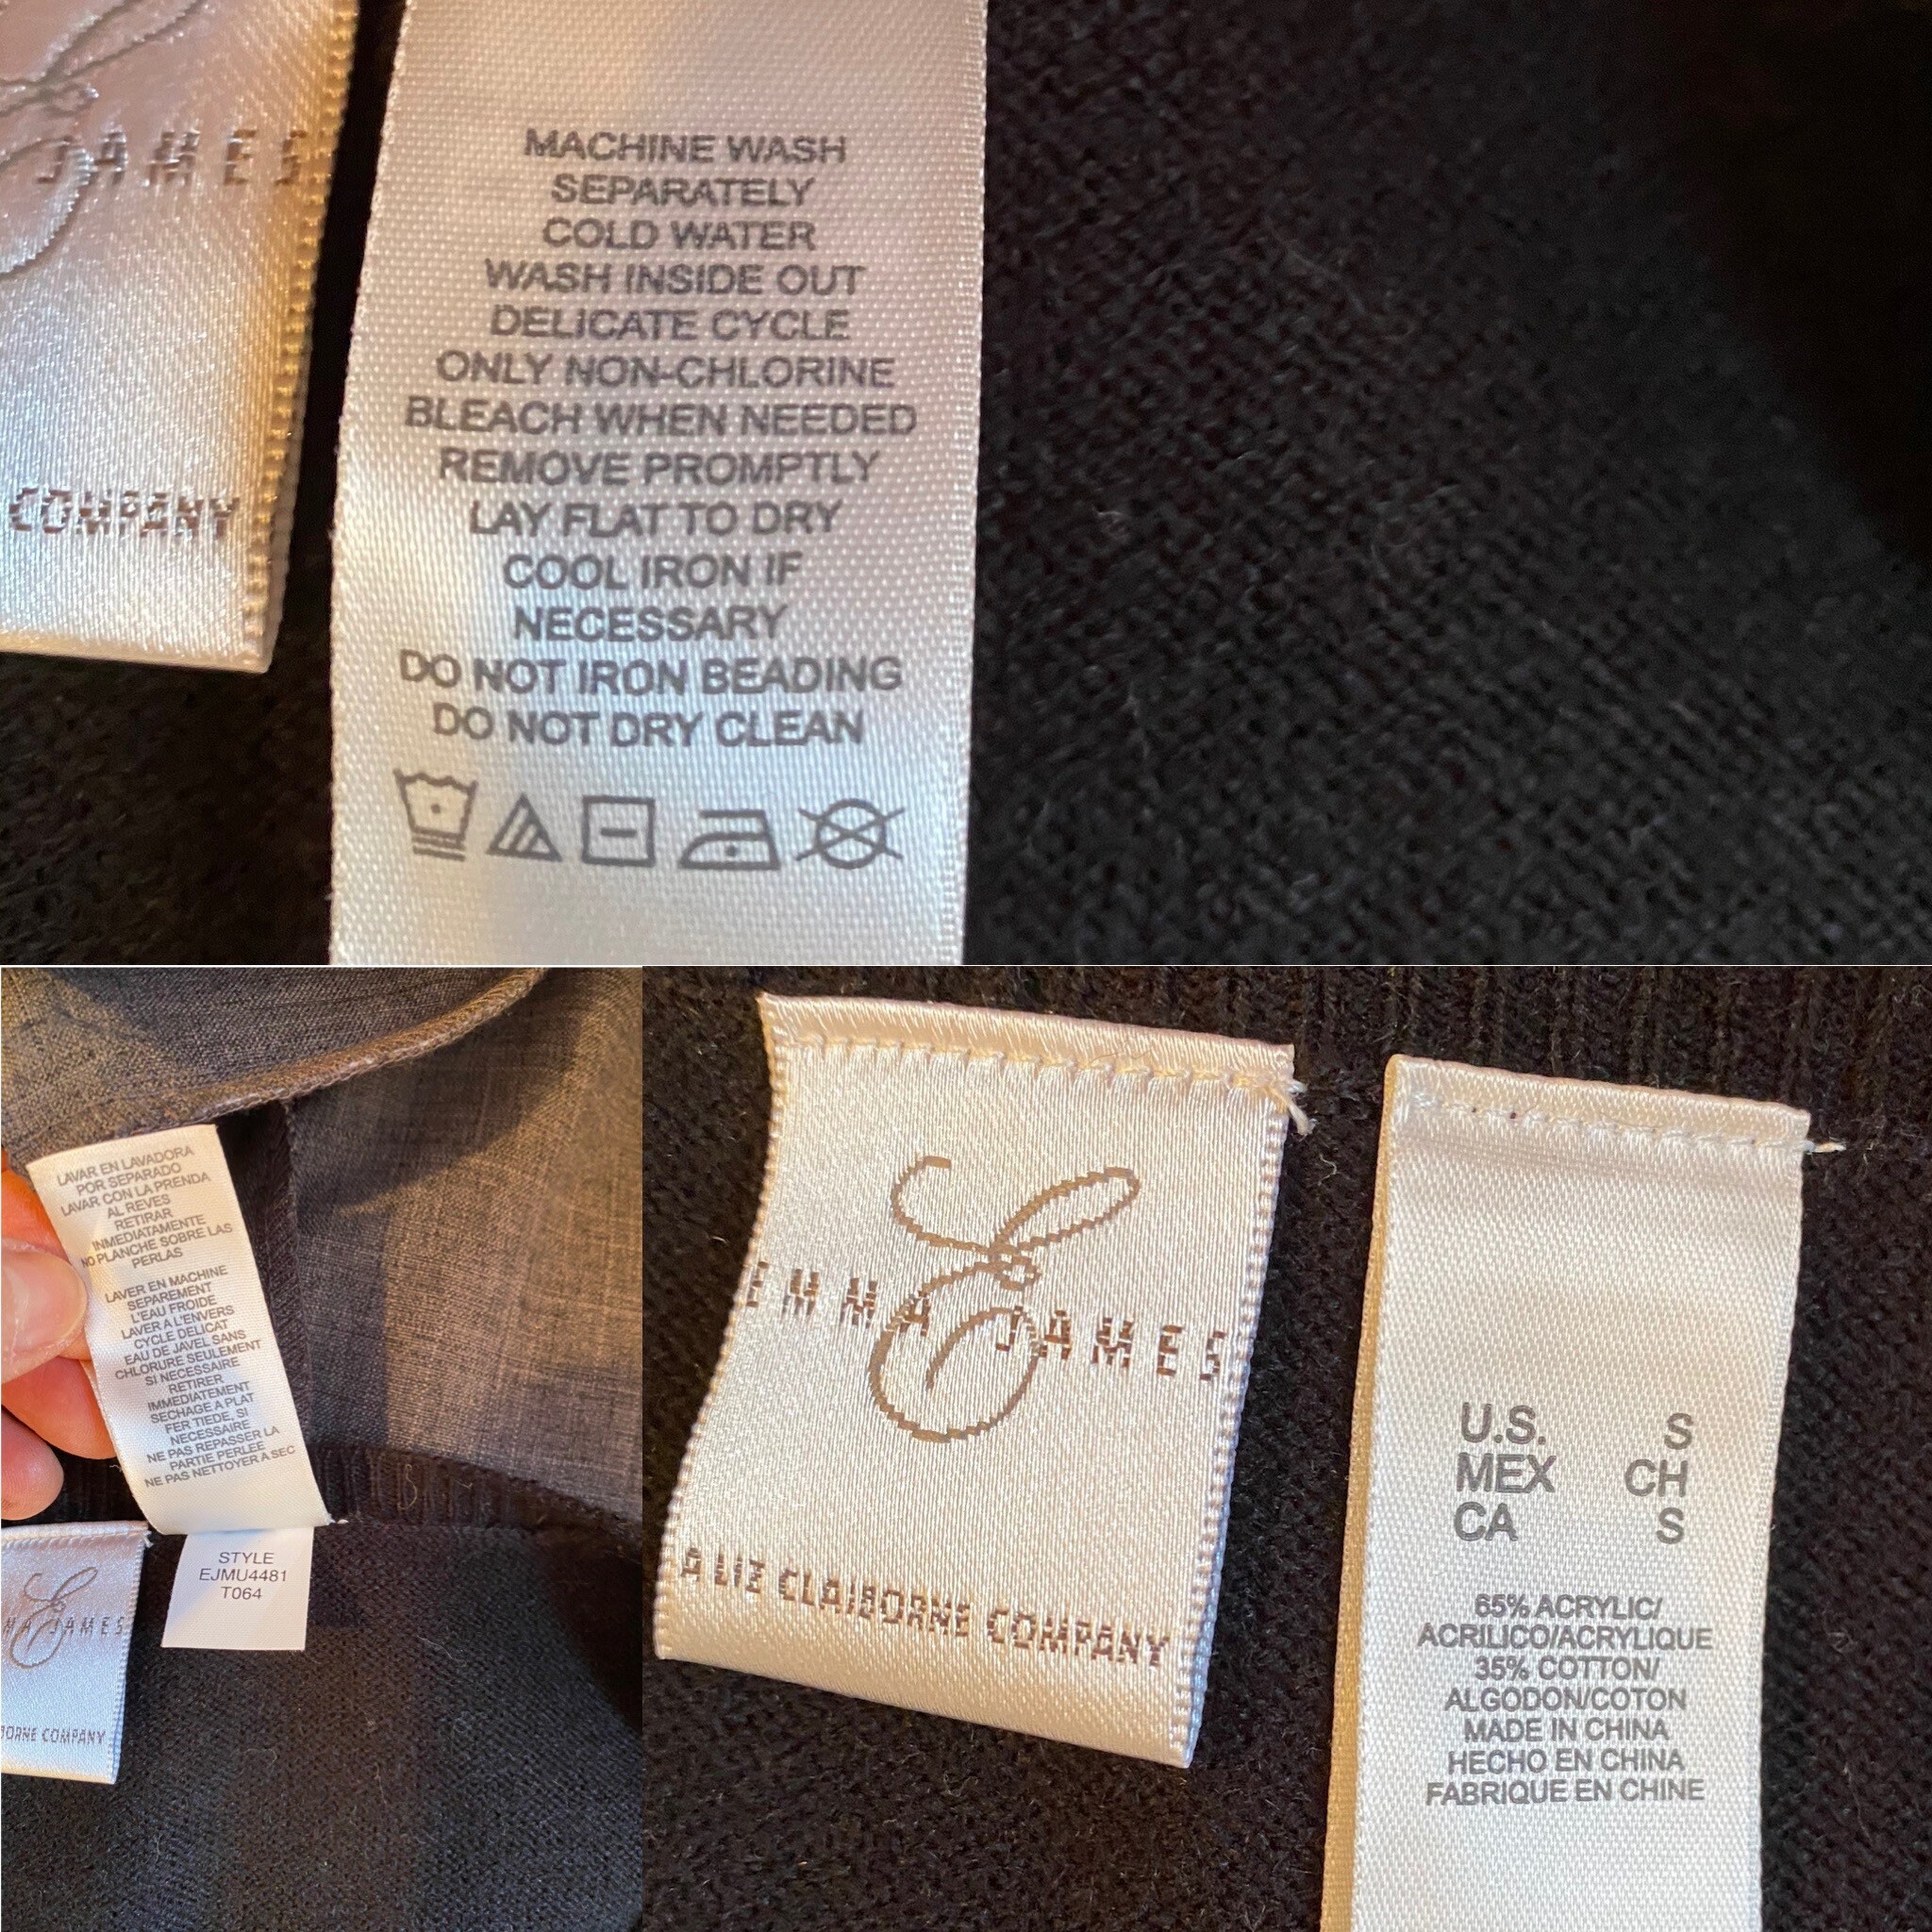 JAMES
COMPANY
MACHINE WASH
SEPARATELY
COLD WATER
WASH INSIDE OUT
DELICATE CYCLE
ONLY NON-CHLORINE
BLEACH WHEN NEEDED
REMOVE PROMPTLY
LAY FLAT TO DRY
COOL IRON IF
NECESSARY
DO NOT IRON BEADING
DO NOT DRY CLEAN
LAVAR EN LAVADORA
POR SEPARADO
LAVAR CON LA PRENDA
AL REVES
RETIRAR
INMEDIATAMENTE
NO PLANCHE SOBRE LAS
PERLAS
LAVER EN MACHINE
SEPAREMENT
L'EAU FROIDE
LAVER A L'ENVERS
CYCLE DELICAT
EAU DE JAVEL SANS
CHLORURE SEULEMENT
SI NECESSAIRE
RETIRER
IMMEDIATEMENT
SECHAGE A PLAT
FER TIEDE, SI
NECESSAIRE
NE PAS REPASSER LA
PARTIE PERLEE
NE PAS NETTOYER A SEC
STYLE
EJMU4481
T064
MA JAMES
BORNE COMPANY
E
EMMA JAMES
A LIZ CLAIBORNE COMPANY
U.S. S
MEX CH
CA S
65% ACRYLIC/
ACRILICO/ACRYLIQUE
35% COTTON/
ALGODON/COTON
MADE IN CHINA
HECHO EN CHINA
FABRIQUE EN CHINE